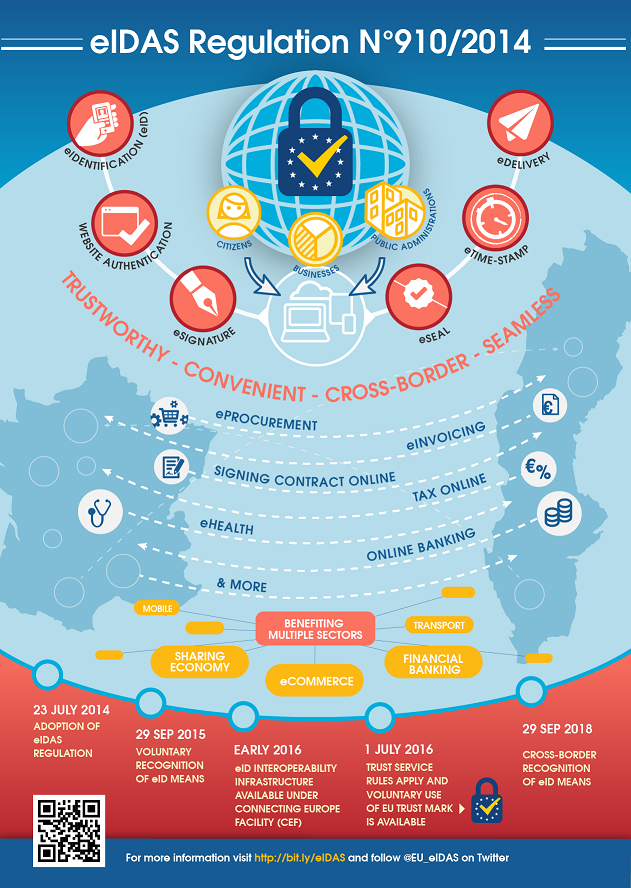 eIDAS Regulation N°910/2014
eIDENTIFICATION (eID)
eDELIVERY
WEBSITE AUTHENTICATION
CITIZENS
BUSINESSES
PUBLIC ADMINISTRATIONS
eTIME-STAMP
eSIGNATURE
eSEAL
TRUSTWORTHY - CONVENIENT - CROSS-BORDER - SEAMLESS
ePROCUREMENT
eINVOICING
SIGNING CONTRACT ONLINE
€%
TAX ONLINE
eHEALTH
ONLINE BANKING
& MORE
MOBILE
BENEFITING
MULTIPLE SECTORS
TRANSPORT
SHARING
ECONOMY
eCOMMERCE
FINANCIAL
BANKING
23 JULY 2014
ADOPTION OF
eIDAS
REGULATION
29 SEP 2015
VOLUNTARY
RECOGNITION
OF eID MEANS
EARLY 2016
eID INTEROPERABILITY
INFRASTRUCTURE
AVAILABLE UNDER
CONNECTING EUROPE
FACILITY (CEF)
1 JULY 2016
TRUST SERVICE
RULES APPLY AND
VOLUNTARY USE
OF EU TRUST MARK
IS AVAILABLE
29 SEP 2018
CROSS-BORDER
RECOGNITION
OF eID MEANS
For more information visit http://bit.ly/eIDAS and follow @EU_eIDAS on Twitter